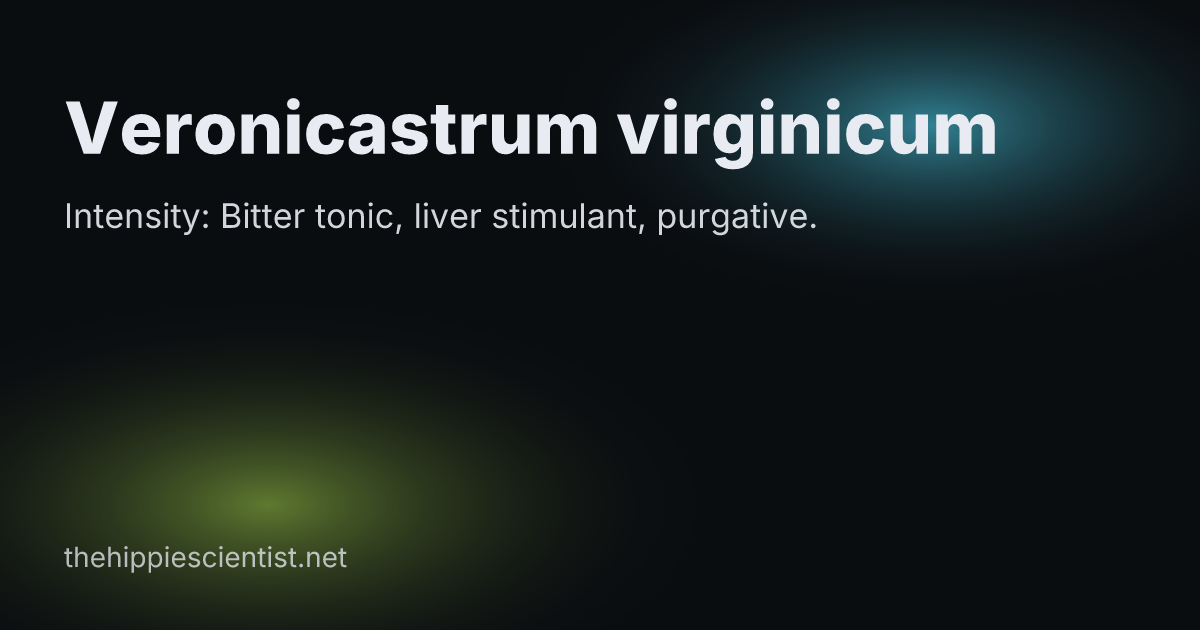 Veronicastrum virginicum
Intensity: Bitter tonic, liver stimulant, purgative.
thehippiescientist.net